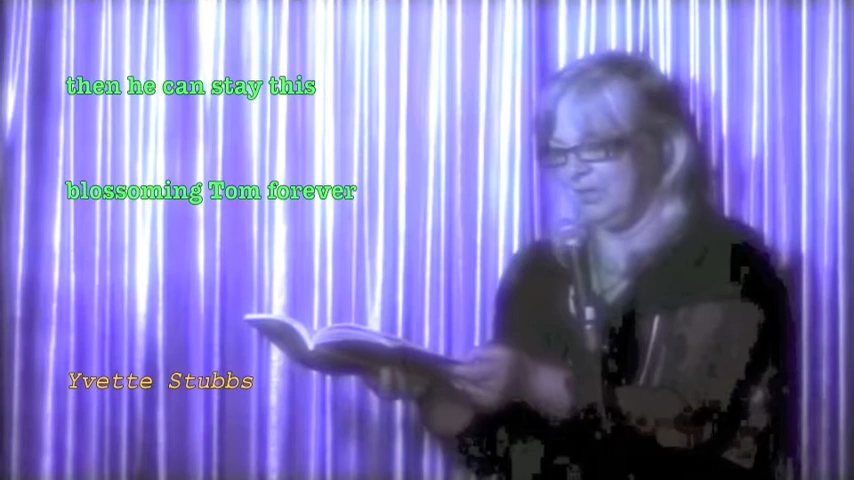 then he can stay this
blossoming Tom forever
Yvette Stubbs